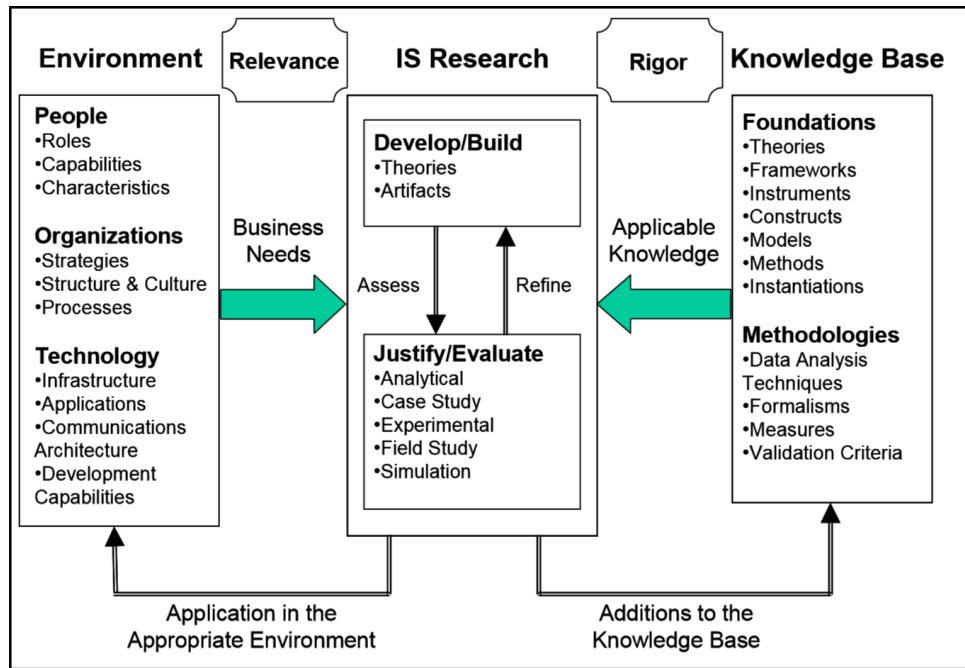 Environment
Relevance
IS Research
Rigor
Knowledge Base
People
•Roles
•Capabilities
•Characteristics
Organizations
•Strategies
•Structure & Culture
•Processes
Technology
•Infrastructure
•Applications
•Communications
Architecture
•Development
Capabilities
Business
Needs
Develop/Build
•Theories
•Artifacts
Assess
Refine
Justify/Evaluate
•Analytical
•Case Study
•Experimental
•Field Study
•Simulation
Applicable
Knowledge
Foundations
•Theories
•Frameworks
•Instruments
•Constructs
•Models
•Methods
•Instantiations
Methodologies
•Data Analysis
Techniques
•Formalisms
•Measures
•Validation Criteria
Application in the
Appropriate Environment
Additions to the
Knowledge Base